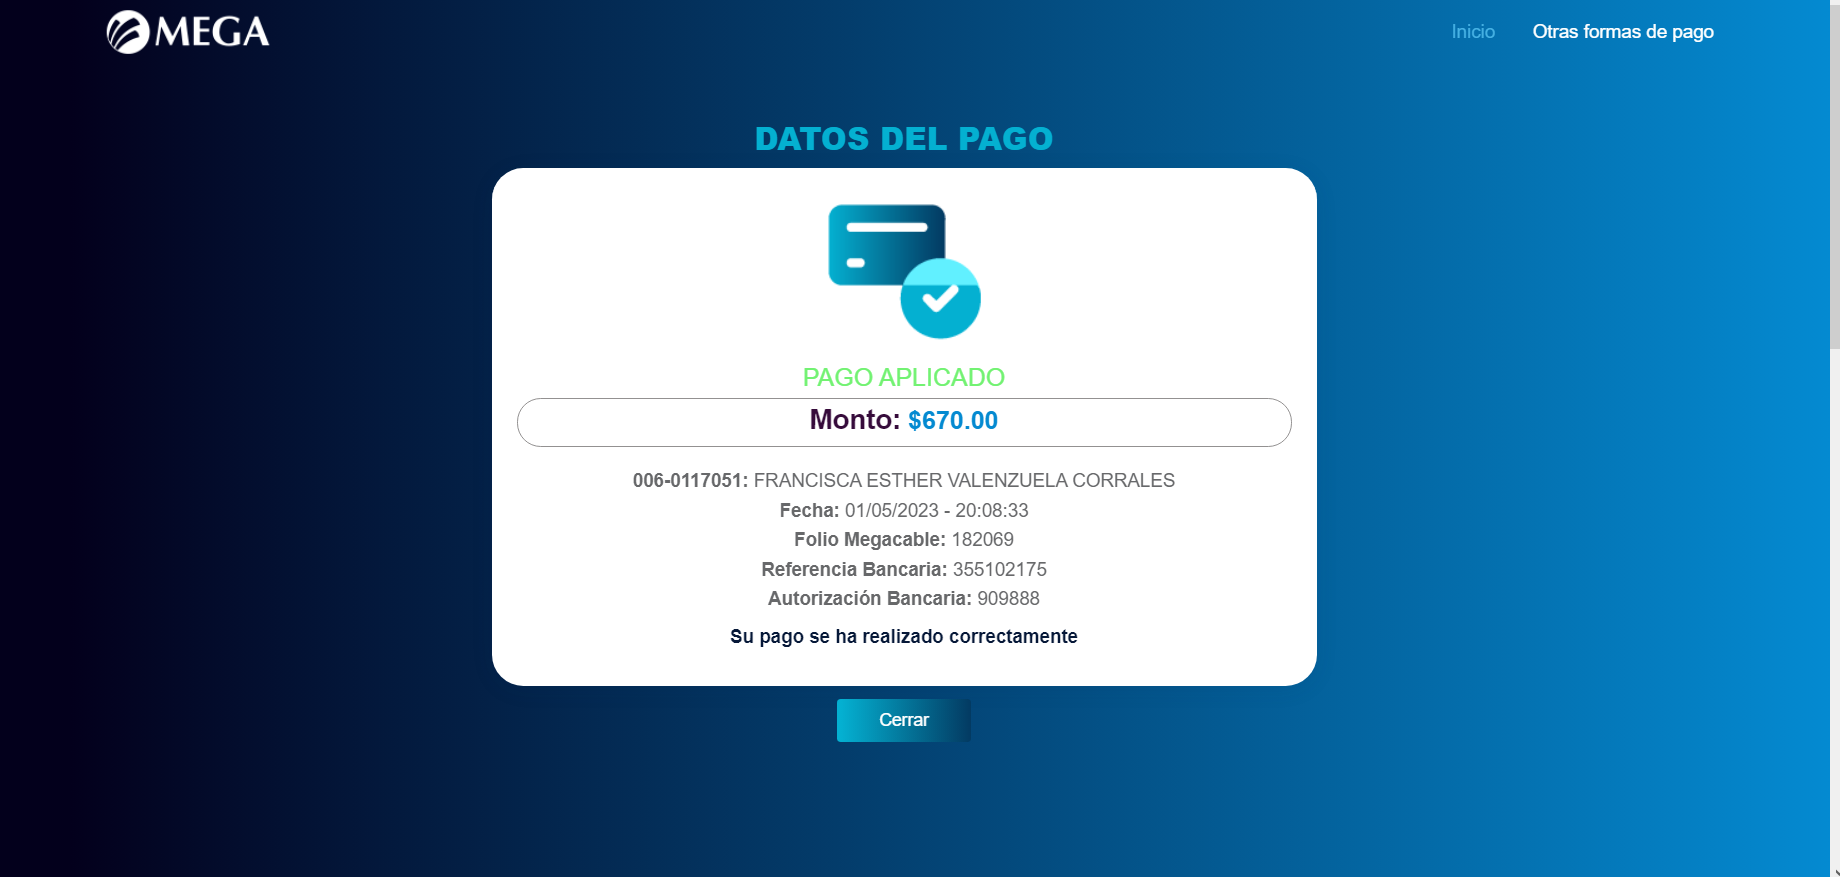 MEGA
Inicio
Otras formas de pago
DATOS DEL PAGO
PAGO APLICADO
Monto: $670.00
006-0117051: FRANCISCA ESTHER VALENZUELA CORRALES
Fecha: 01/05/2023 - 20:08:33
Folio Megacable: 182069
Referencia Bancaria: 355102175
Autorización Bancaria: 909888
Su pago se ha realizado correctamente
Cerrar